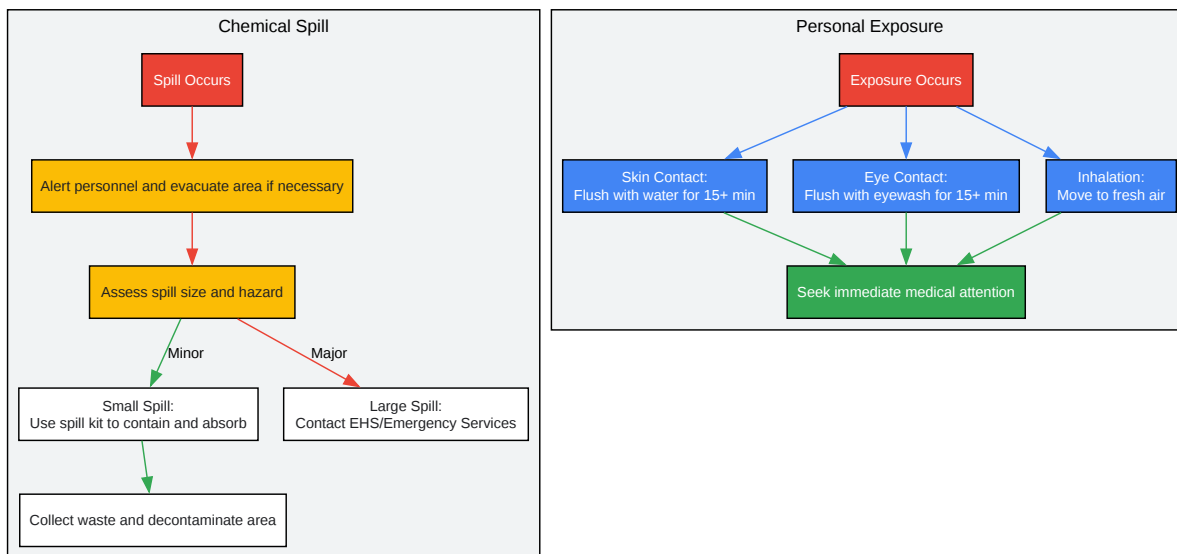 Chemical Spill
Spill Occurs
Alert personnel and evacuate area if necessary
Assess spill size and hazard
Minor
Major
Small Spill:
Use spill kit to contain and absorb
Large Spill:
Contact EHS/Emergency Services
Collect waste and decontaminate area
Personal Exposure
Exposure Occurs
Skin Contact:
Flush with water for 15+ min
Eye Contact:
Flush with eyewash for 15+ min
Inhalation:
Move to fresh air
Seek immediate medical attention